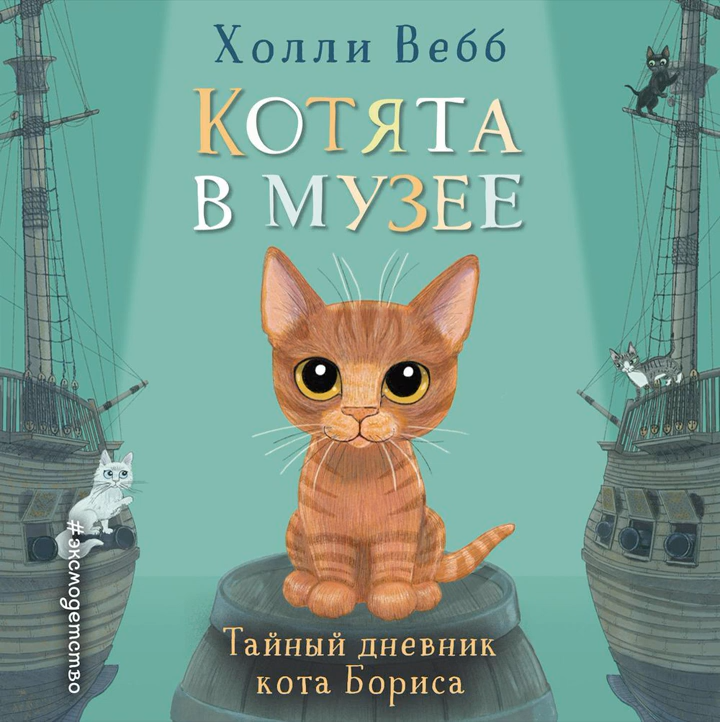 Холли Вебб
Котята
в музее
#эксмодетство
Тайный дневник
кота Бориса